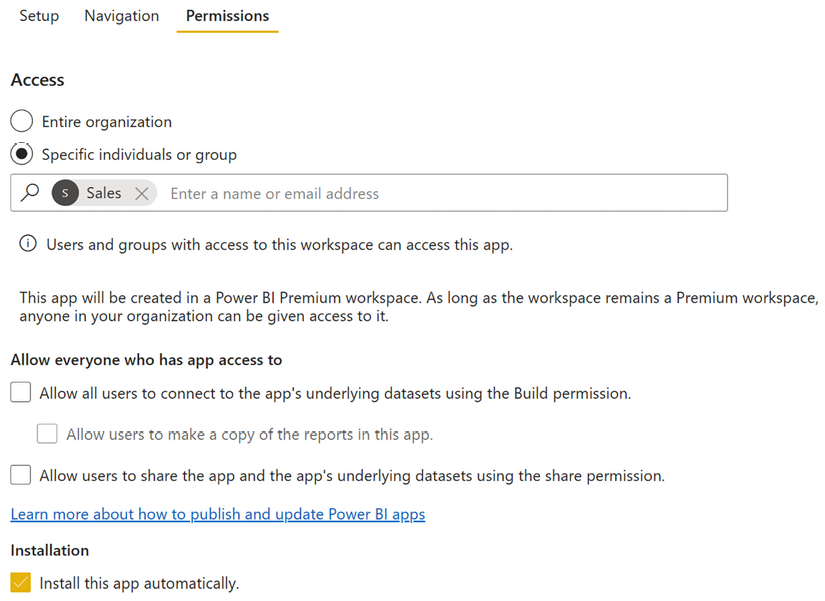 Setup Navigation Permissions
Access
Entire organization
Specific individuals or group
S Sales Enter a name or email address
Users and groups with access to this workspace can access this app.
This app will be created in a Power BI Premium workspace. As long as the workspace remains a Premium workspace,
anyone in your organization can be given access to it.
Allow everyone who has app access to
Allow all users to connect to the app's underlying datasets using the Build permission.
Allow users to make a copy of the reports in this app.
Allow users to share the app and the app's underlying datasets using the share permission.
Learn more about how to publish and update Power BI apps
Installation
Install this app automatically.